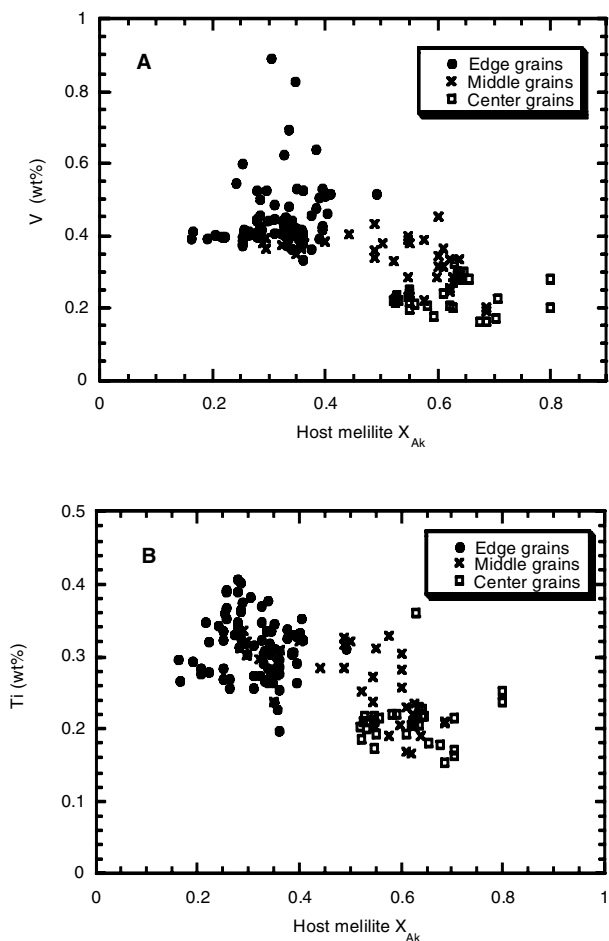 1
A
Edge grains
Middle grains
Center grains
0.8
0.6
V (wt%)
0.4
0.2
0
0 0.2 0.4 0.6 0.8
Host melilite X_Ak
0.5
B
Edge grains
Middle grains
Center grains
0.4
0.3
Ti (wt%)
0.2
0.1
0
0 0.2 0.4 0.6 0.8 1
Host melilite X_Ak